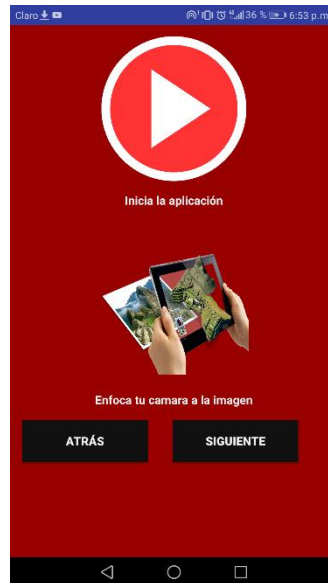 Claro 36 % 6:53 p.m
Inicia la aplicación
Enfoca tu camara a la imagen
ATRÁS SIGUIENTE